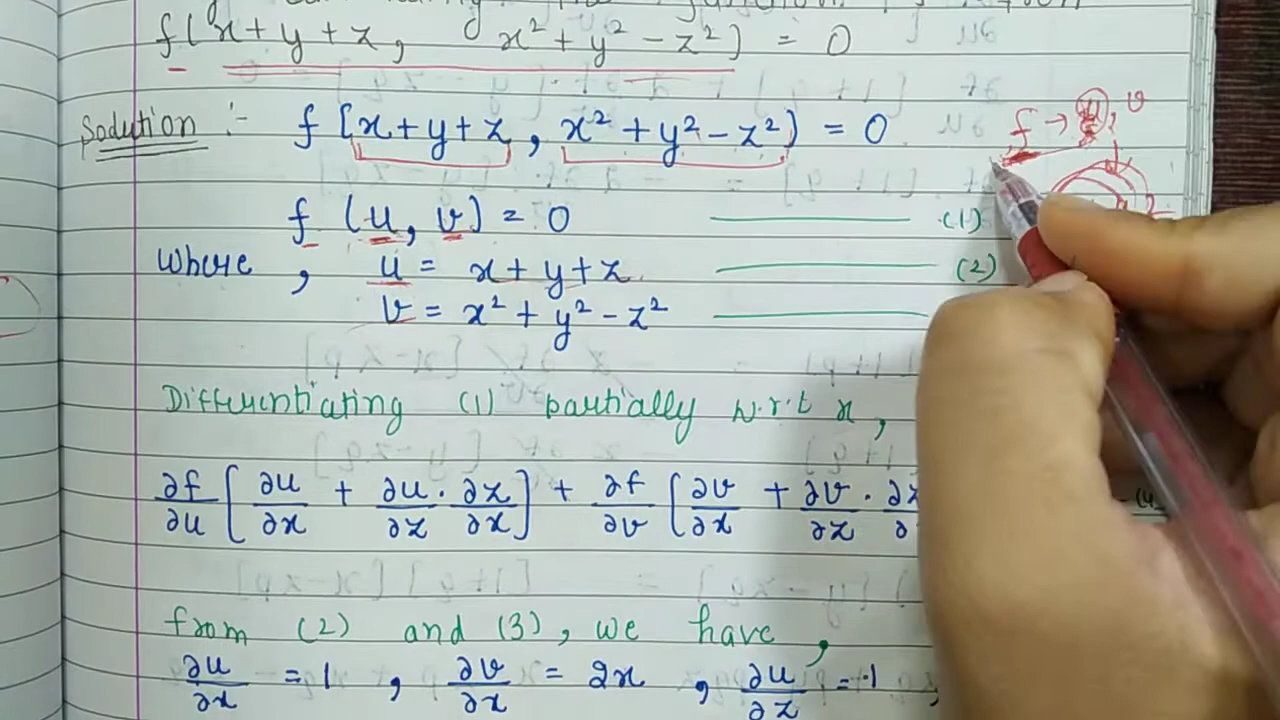 f(x+y+z, x² + y² - z²) = 0
Solution :- f [x+y+z, x² + y² - z²) = 0
f → u, v
f (u, v) = 0 (1)
where, u = x+y+z (2)
v = x² + y² - z²
Differentiating (1) partially w.r.t x,
∂f/∂u [∂u/∂x + ∂u/∂z · ∂z/∂x] + ∂f/∂v [∂v/∂x + ∂v/∂z ·
from (2) and (3), we have,
∂u/∂x = 1, ∂v/∂x = 2x, ∂u/∂z = 1,